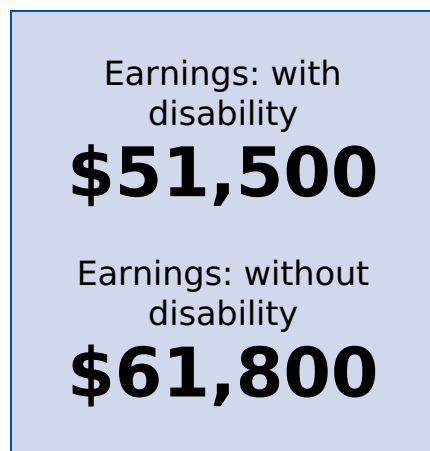 Earnings: with
disability
$51,500
Earnings: without
disability
$61,800